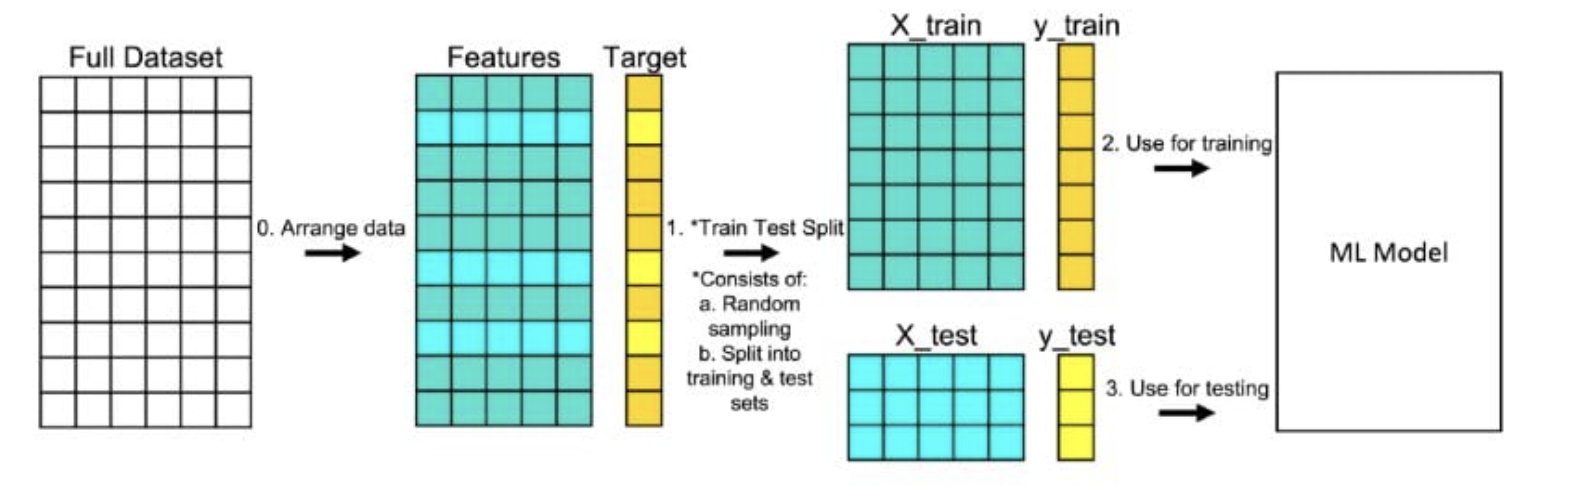 Full Dataset
0. Arrange data
Features
Target
1. *Train Test Split
*Consists of:
a. Random
sampling
b. Split into
training & test
sets
X_train
y_train
2. Use for training
X_test
y_test
3. Use for testing
ML Model